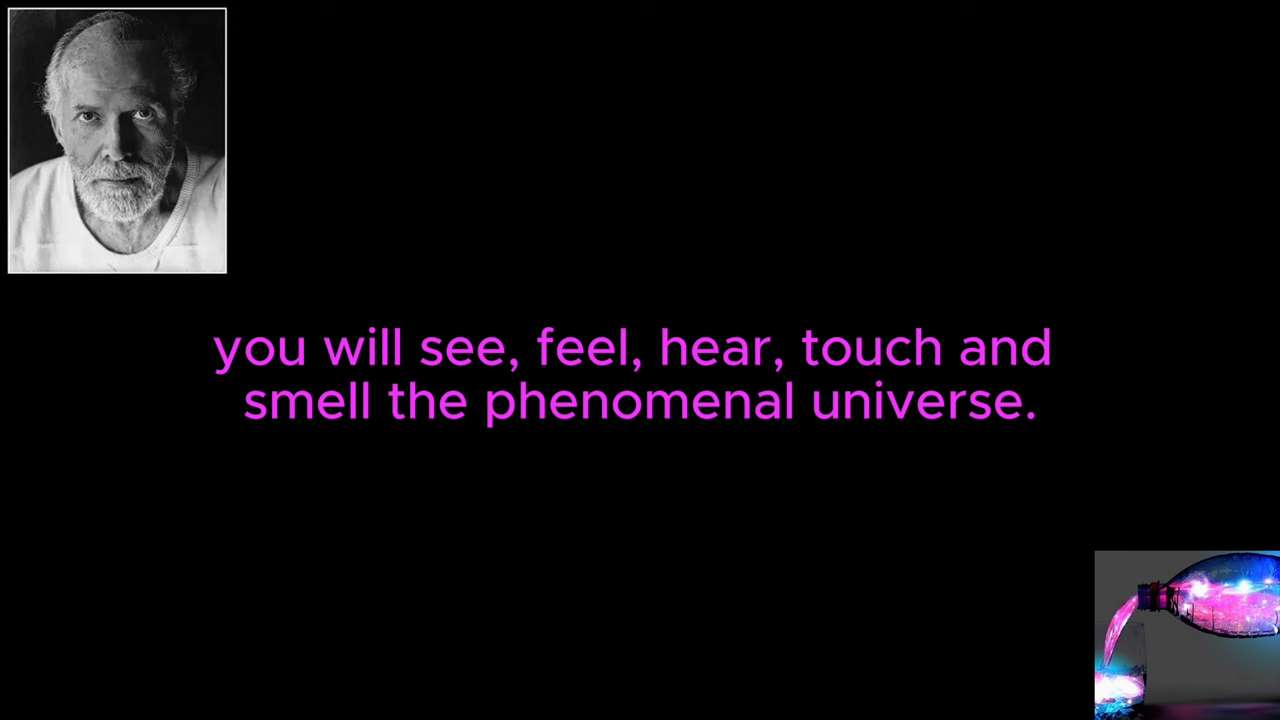 you will see, feel, hear, touch and
smell the phenomenal universe.